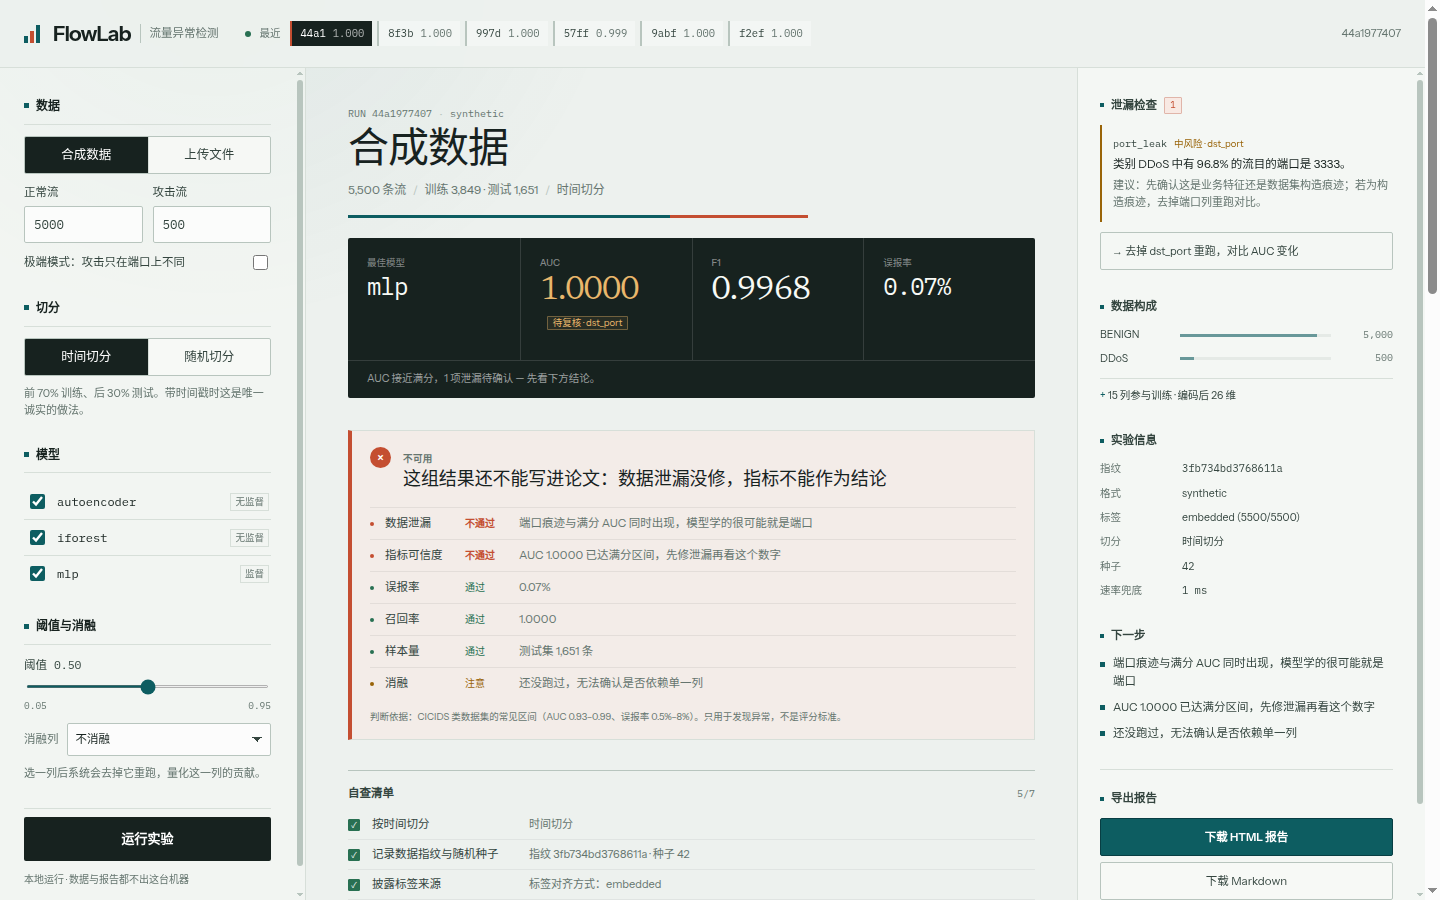 FlowLab 流量异常检测 最近 44a1 1.000 8f3b 1.000 997d 1.000 57ff 0.999 9abf 1.000 f2ef 1.000 44a1977407
数据
合成数据 上传文件
正常流 攻击流
5000 500
极端模式：攻击只在端口上不同
切分
时间切分 随机切分
前 70% 训练、后 30% 测试。带时间戳时这是唯一
诚实的做法。
模型
autoencoder 无监督
iforest 无监督
mlp 监督
阈值与消融
阈值 0.50
0.05 0.95
消融列 不消融
选一列后系统会去掉它重跑，量化这一列的贡献。
运行实验
本地运行·数据与报告都不出这台机器
RUN 44a1977407 · synthetic
合成数据
5,500 条流 / 训练 3,849·测试 1,651 / 时间切分
最佳模型 AUC F1 误报率
mlp 1.0000 0.9968 0.07%
待复核·dst_port
AUC 接近满分，1 项泄漏待确认 — 先看下方结论。
不可用
这组结果还不能写进论文：数据泄漏没修，指标不能作为结论
数据泄漏 不通过 端口痕迹与满分 AUC 同时出现，模型学的很可能就是端口
指标可信度 不通过 AUC 1.0000 已达满分区间，先修泄漏再看这个数字
误报率 通过 0.07%
召回率 通过 1.0000
样本量 通过 测试集 1,651 条
消融 注意 还没跑过，无法确认是否依赖单一列
判断依据：CICIDS 类数据集的常见区间（AUC 0.93–0.99、误报率 0.5%–8%）。只用于发现异常，不是评分标准。
自查清单 5/7
按时间切分 时间切分
记录数据指纹与随机种子 指纹 3fb734bd3768611a·种子 42
披露标签来源 标签对齐方式：embedded
泄漏检查 1
port_leak 中风险·dst_port
类别 DDoS 中有 96.8% 的流目的端口是 3333。
建议：先确认这是业务特征还是数据集构造痕迹；若为构
造痕迹，去掉端口列重跑对比。
→ 去掉 dst_port 重跑，对比 AUC 变化
数据构成
BENIGN 5,000
DDoS 500
+ 15 列参与训练·编码后 26 维
实验信息
指纹 3fb734bd3768611a
格式 synthetic
标签 embedded (5500/5500)
切分 时间切分
种子 42
速率兜底 1 ms
下一步
端口痕迹与满分 AUC 同时出现，模型学的很可能就是
端口
AUC 1.0000 已达满分区间，先修泄漏再看这个数字
还没跑过，无法确认是否依赖单一列
导出报告
下载 HTML 报告
下载 Markdown